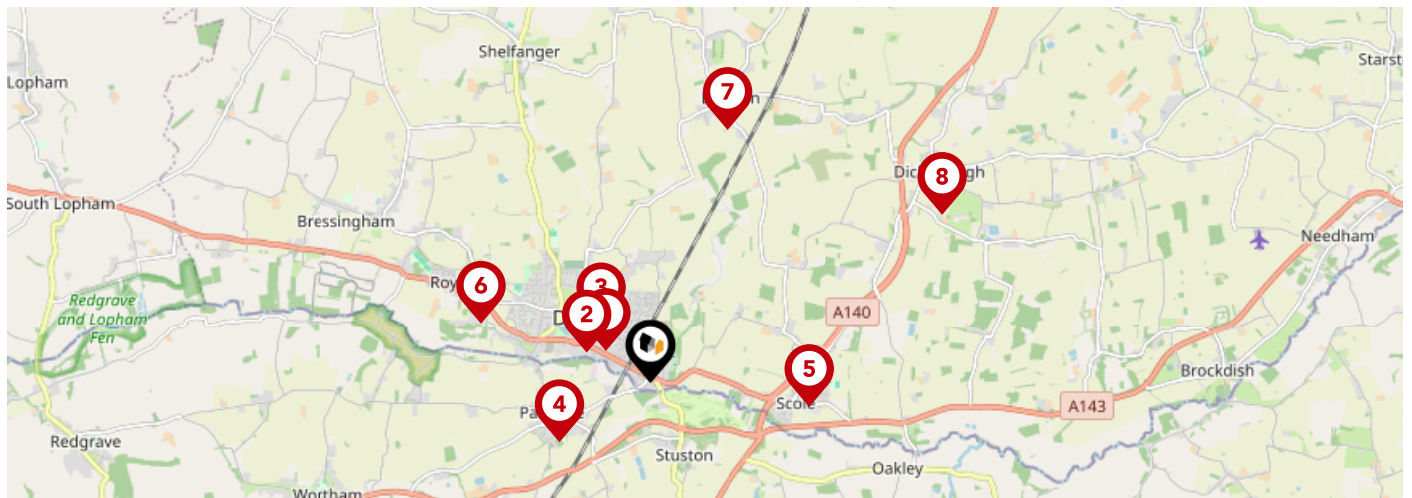 Shelfanger
Lopham
Starst
7
8
South Lopham
Bressingham
Needham
Redgrave
and Lopham
Fen
Roy
6
3
2
D
A140
5
Scole
Brockdish
A143
4
Redgrave
Stuston
Oakley
Wortham